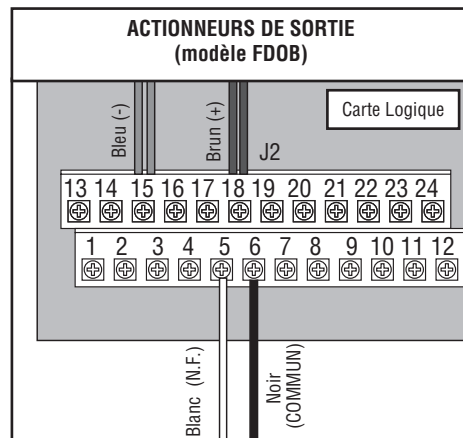 ACTIONNEURS DE SORTIE
(modèle FDOB)
Bleu (-)
Brun (+)
Carte Logique
J2
13 14 15 16 17 18 19 20 21 22 23 24
1 2 3 4 5 6 7 8 9 10 11 12
Blanc (N.F.)
Noir
(COMMUN)